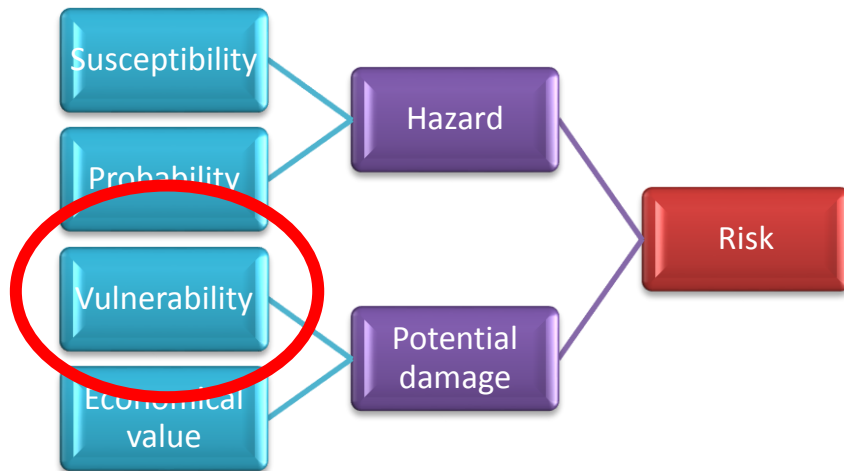 Susceptibility
Hazard
Probability
Risk
Vulnerability
Potential
damage
Economical
value